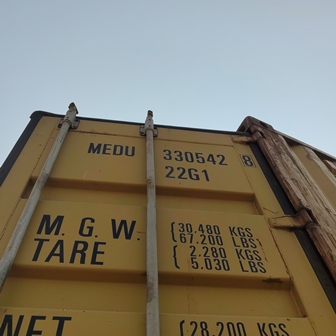 MEDU 330542 8
22G1
M. G. W. 30,480 KGS
67,200 LBS
TARE 2,280 KGS
5.030 LBS
NET 28,200 KGS